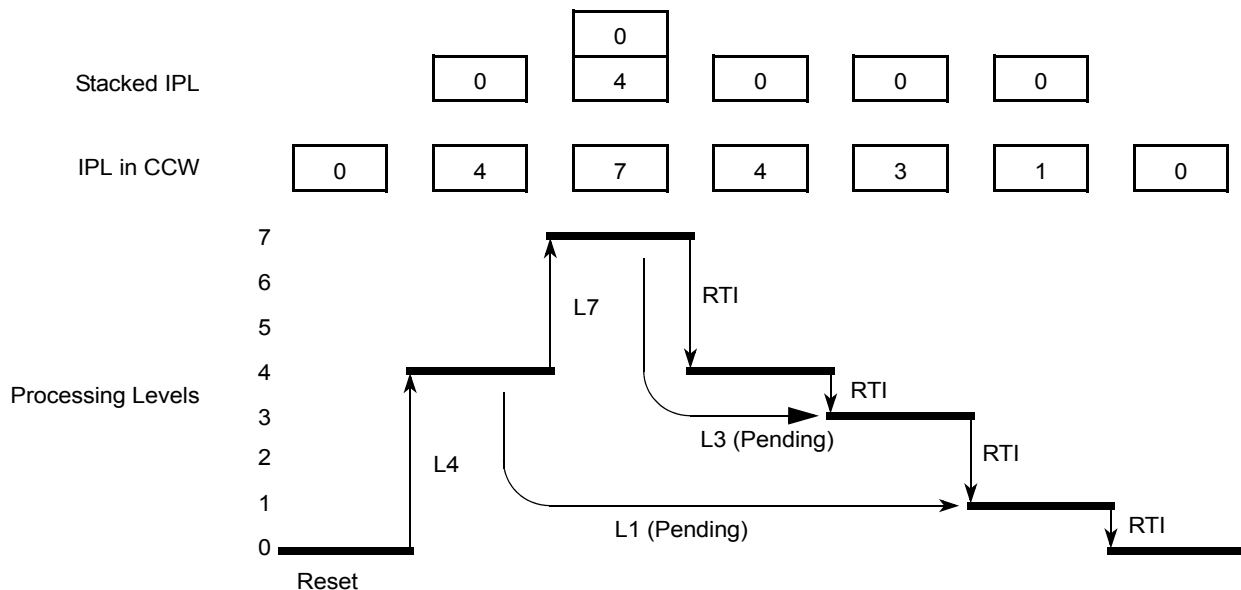 0
Stacked IPL 0 4 0 0 0
IPL in CCW 0 4 7 4 3 1 0
7
6
L7 RTI
5
4
Processing Levels RTI
3
L3 (Pending)
2 L4 RTI
1
L1 (Pending) RTI
0
Reset